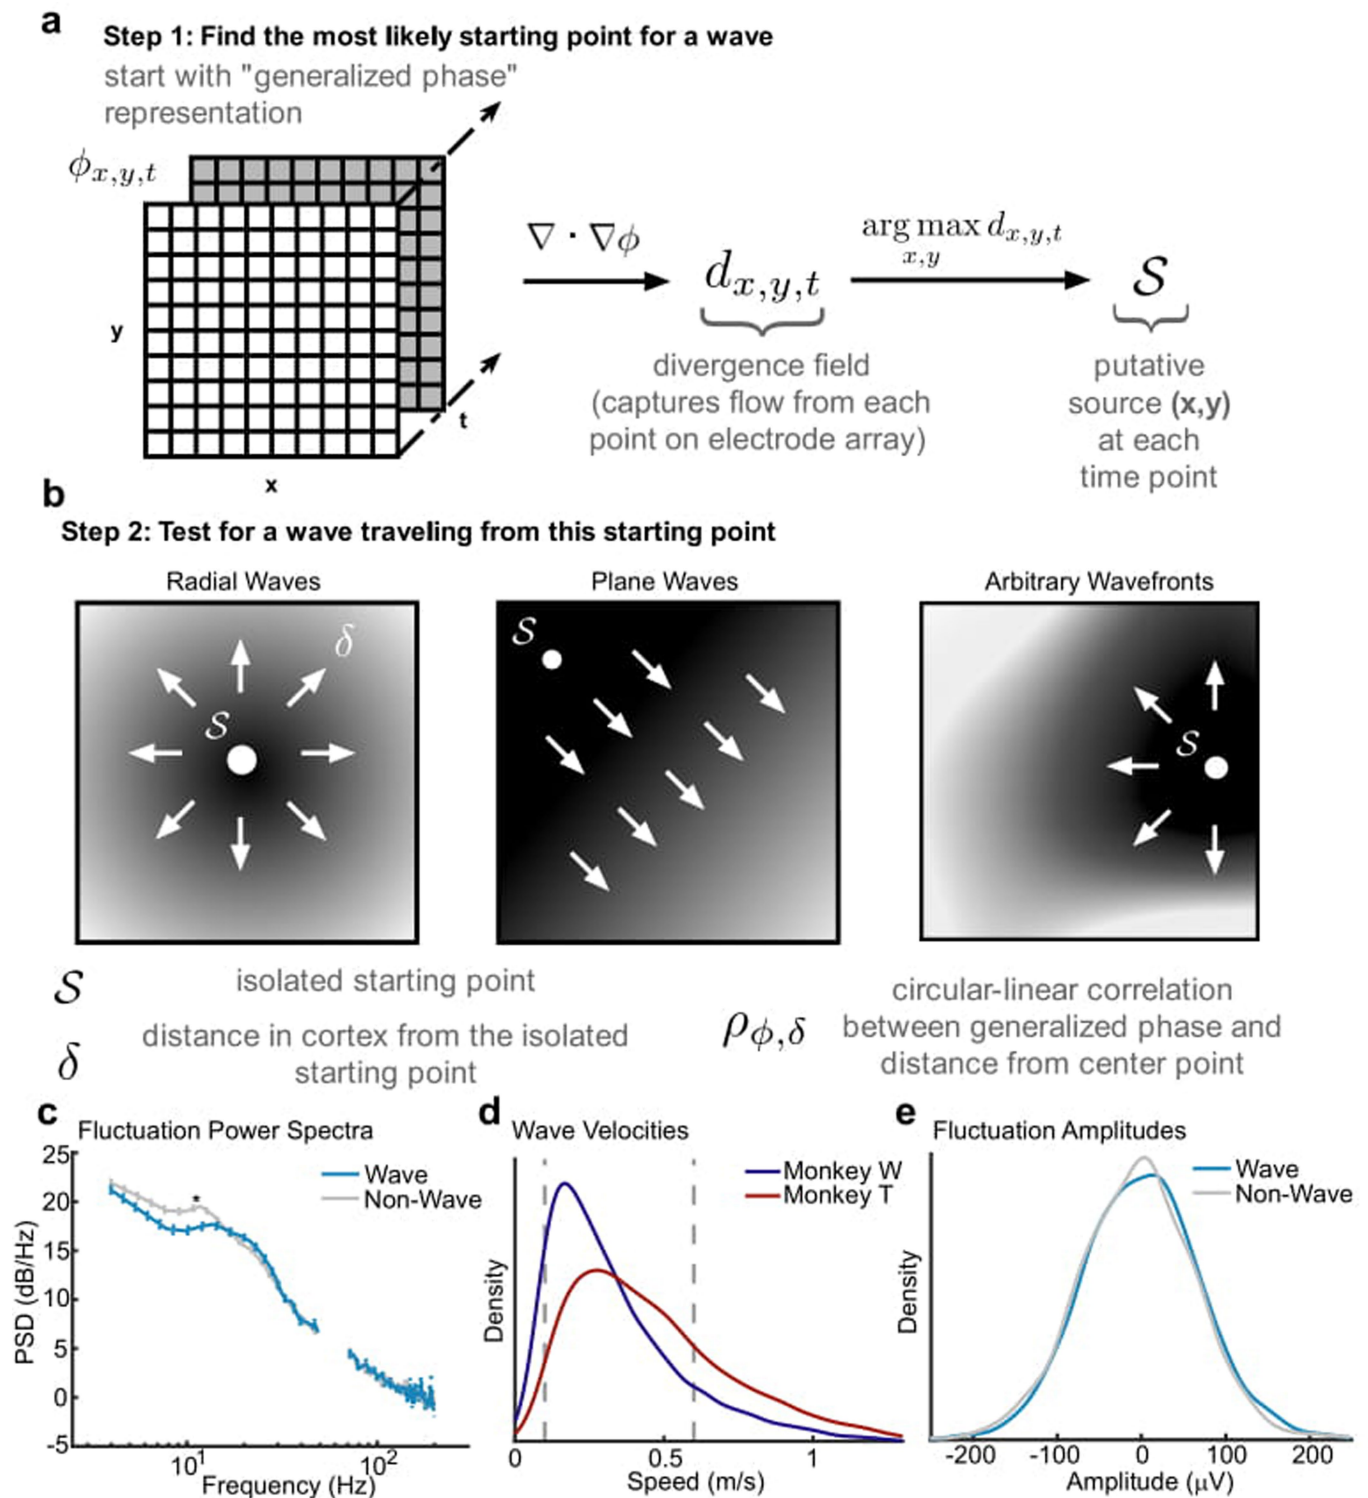 a
Step 1: Find the most likely starting point for a wave
start with "generalized phase"
representation
ϕx,y,t
y
x
t
∇ · ∇ϕ
dx,y,t
arg max dx,y,t
x,y
𝒮
divergence field
(captures flow from each
point on electrode array)
putative
source (x,y)
at each
time point
b
Step 2: Test for a wave traveling from this starting point
Radial Waves
Plane Waves
Arbitrary Wavefronts
𝒮
δ
𝒮
𝒮
𝒮
isolated starting point
δ
distance in cortex from the isolated
starting point
ρϕ,δ
circular-linear correlation
between generalized phase and
distance from center point
c
Fluctuation Power Spectra
25
20
15
10
5
0
-5
PSD (dB/Hz)
Wave
Non-Wave
*
10¹
10²
Frequency (Hz)
d
Wave Velocities
Monkey W
Monkey T
Density
0
0.5
1
Speed (m/s)
e
Fluctuation Amplitudes
Wave
Non-Wave
Density
-200
-100
0
100
200
Amplitude (μV)